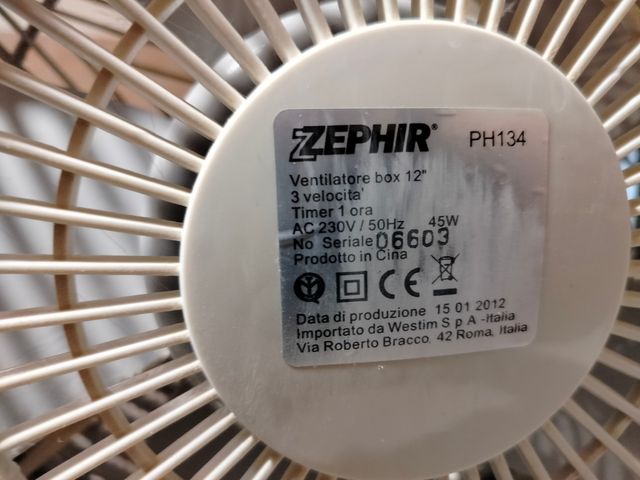 ZEPHIR® PH134
Ventilatore box 12"
3 velocita'
Timer 1 ora
AC 230V / 50Hz 45W
No Seriale 06603
Prodotto in Cina
CE
Data di produzione 15 01 2012
Importato da Westim S p A -Italia
Via Roberto Bracco, 42 Roma, Italia